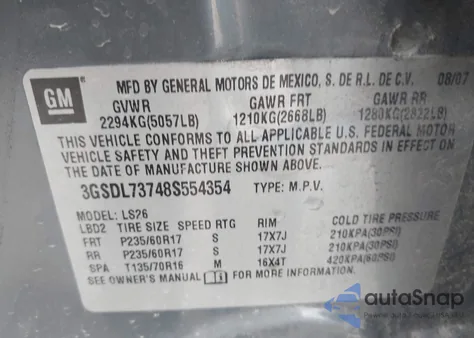 MFD BY GENERAL MOTORS DE MEXICO, S. DE R.L. DE C.V. 08/07
GM
GVWR GAWR FRT GAWR RR
2294KG(5057LB) 1210KG(2668LB) 1280KG(2822LB)
THIS VEHICLE CONFORMS TO ALL APPLICABLE U.S. FEDERAL MOTOR
VEHICLE SAFETY AND THEFT PREVENTION STANDARDS IN EFFECT ON
THE DATE OF MANUFACTURE SHOWN ABOVE.
3GSDL73748S554354 TYPE: M.P.V.
MODEL: LS26
LBD2 TIRE SIZE SPEED RTG RIM COLD TIRE PRESSURE
FRT P235/60R17 S 17X7J 210KPA(30PSI)
RR P235/60R17 S 17X7J 210KPA(30PSI)
SPA T135/70R16 M 16X4T 420KPA(60PSI)
SEE OWNER'S MANUAL FOR MORE INFORMATION
autoSnap